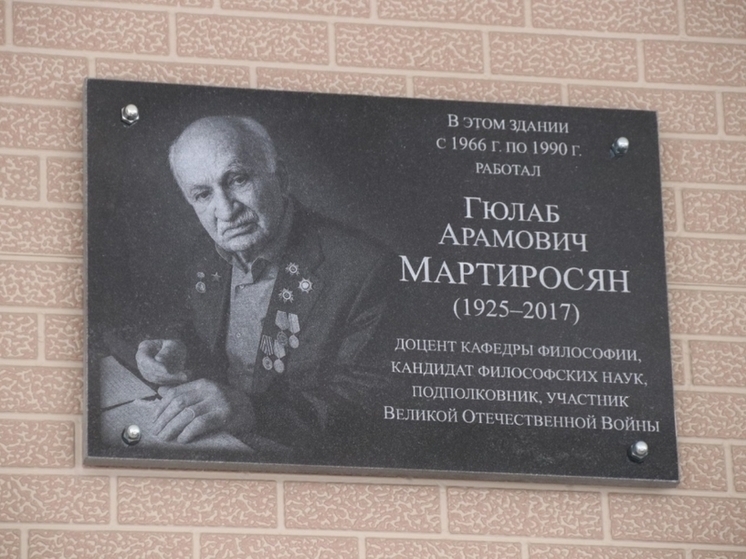 В этом здании
с 1966 г. по 1990 г.
работал
Гюлаб
Арамович
Мартиросян
(1925–2017)
доцент кафедры философии,
кандидат философских наук,
подполковник, участник
Великой Отечественной Войны